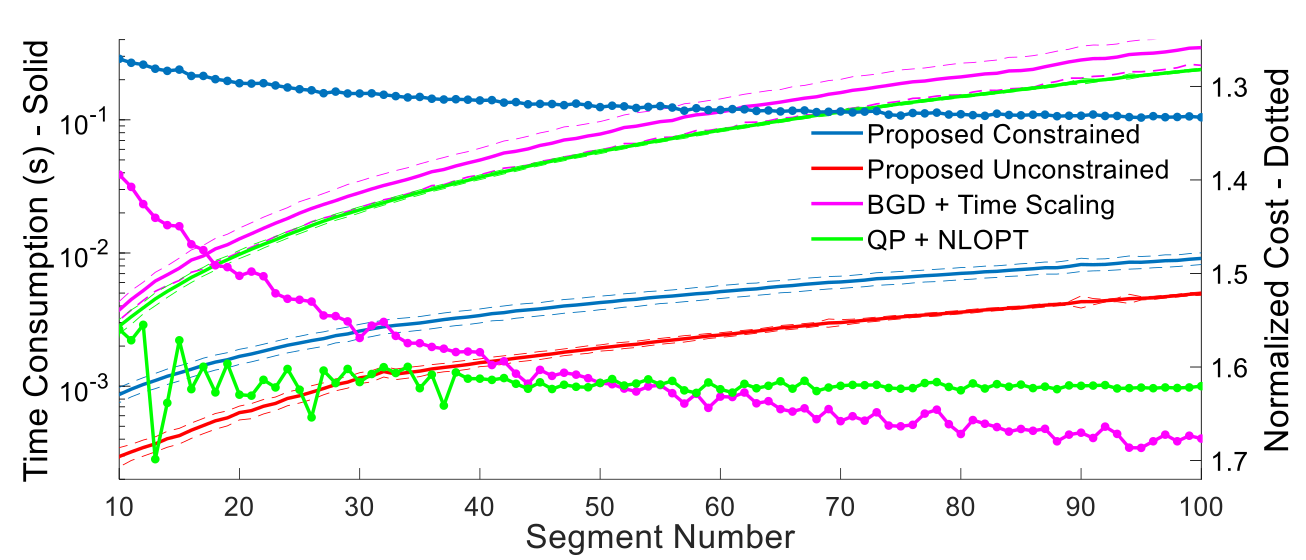 Time Consumption (s) - Solid
10^-1
10^-2
10^-3
Proposed Constrained
Proposed Unconstrained
BGD + Time Scaling
QP + NLOPT
1.3
1.4
1.5
1.6
1.7
Normalized Cost - Dotted
10 20 30 40 50 60 70 80 90 100
Segment Number